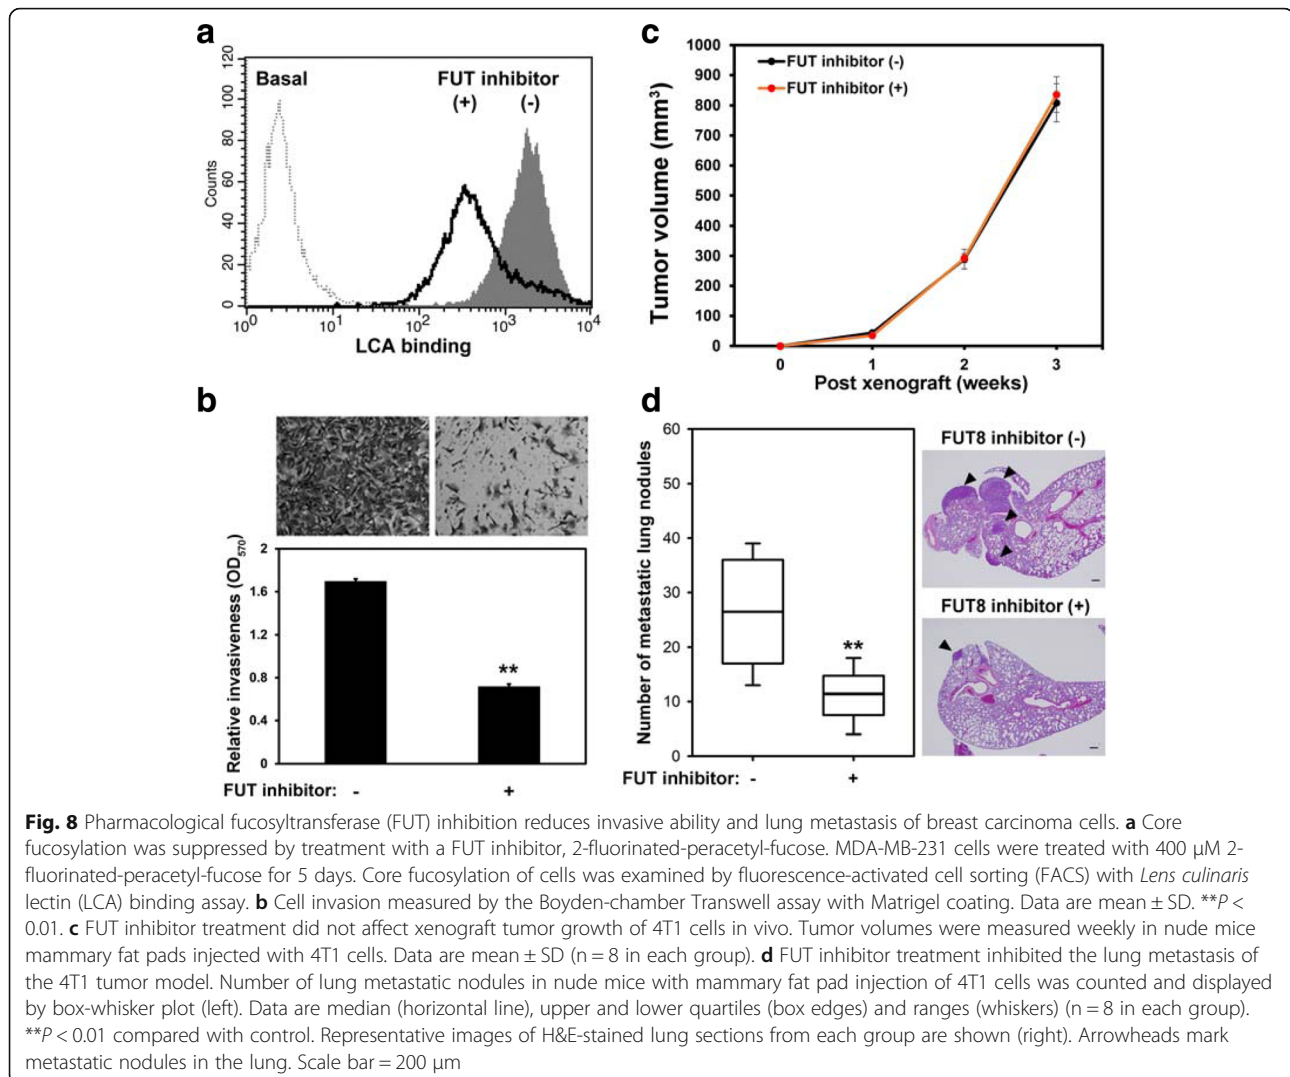 a
120
100
80
60
40
20
0
Counts
Basal
FUT inhibitor
(+) (-)
10⁰ 10¹ 10² 10³ 10⁴
LCA binding
c
1000
900
800
700
600
500
400
300
200
100
0
Tumor volume (mm³)
FUT inhibitor (-)
FUT inhibitor (+)
0 1 2 3
Post xenograft (weeks)
b
2
1.6
1.2
0.8
0.4
0
Relative invasiveness (OD₅₇₀)
**
FUT inhibitor: - +
d
60
50
40
30
20
10
0
Number of metastatic lung nodules
**
FUT inhibitor: - +
FUT8 inhibitor (-)
FUT8 inhibitor (+)
Fig. 8 Pharmacological fucosyltransferase (FUT) inhibition reduces invasive ability and lung metastasis of breast carcinoma cells. a Core
fucosylation was suppressed by treatment with a FUT inhibitor, 2-fluorinated-peracetyl-fucose. MDA-MB-231 cells were treated with 400 μM 2-
fluorinated-peracetyl-fucose for 5 days. Core fucosylation of cells was examined by fluorescence-activated cell sorting (FACS) with Lens culinaris
lectin (LCA) binding assay. b Cell invasion measured by the Boyden-chamber Transwell assay with Matrigel coating. Data are mean ± SD. **P <
0.01. c FUT inhibitor treatment did not affect xenograft tumor growth of 4T1 cells in vivo. Tumor volumes were measured weekly in nude mice
mammary fat pads injected with 4T1 cells. Data are mean ± SD (n = 8 in each group). d FUT inhibitor treatment inhibited the lung metastasis of
the 4T1 tumor model. Number of lung metastatic nodules in nude mice with mammary fat pad injection of 4T1 cells was counted and displayed
by box-whisker plot (left). Data are median (horizontal line), upper and lower quartiles (box edges) and ranges (whiskers) (n = 8 in each group).
**P < 0.01 compared with control. Representative images of H&E-stained lung sections from each group are shown (right). Arrowheads mark
metastatic nodules in the lung. Scale bar = 200 μm